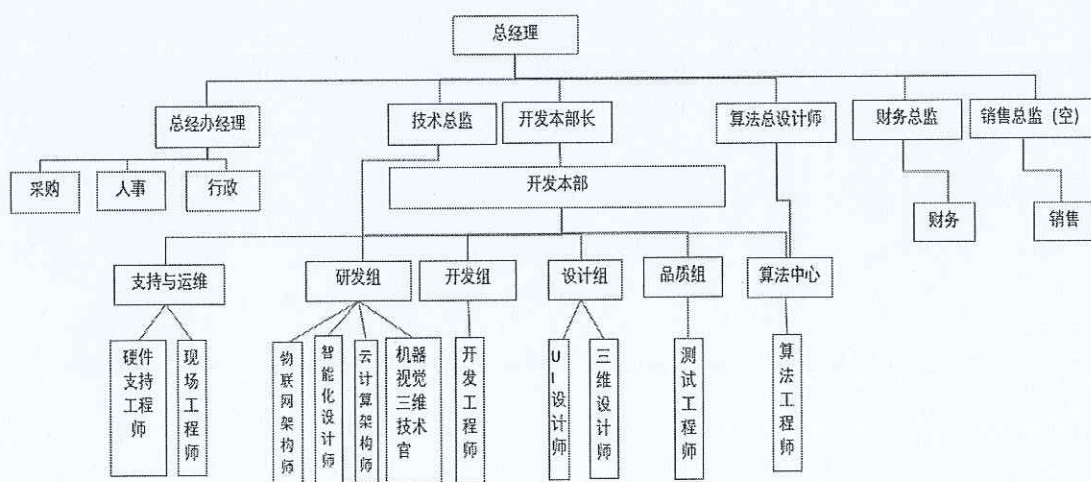 总经理
总经办经理
技术总监
开发本部长
算法总设计师
财务总监
销售总监（空）
采购
人事
行政
开发本部
财务
销售
支持与运维
研发组
开发组
设计组
品质组
算法中心
硬件
支持
工程
师
现场工程师
物联网架构师
智能化设计师
云计算架构师
机器
视觉
三维
技术
官
开发工程师
UI设计师
三维设计师
测试工程师
算法工程师